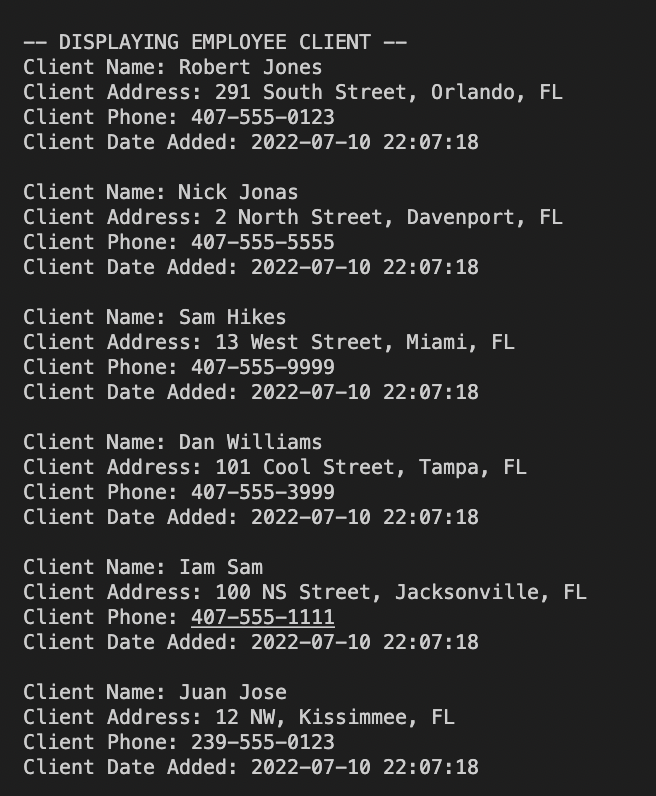 -- DISPLAYING EMPLOYEE CLIENT --
Client Name: Robert Jones
Client Address: 291 South Street, Orlando, FL
Client Phone: 407-555-0123
Client Date Added: 2022-07-10 22:07:18

Client Name: Nick Jonas
Client Address: 2 North Street, Davenport, FL
Client Phone: 407-555-5555
Client Date Added: 2022-07-10 22:07:18

Client Name: Sam Hikes
Client Address: 13 West Street, Miami, FL
Client Phone: 407-555-9999
Client Date Added: 2022-07-10 22:07:18

Client Name: Dan Williams
Client Address: 101 Cool Street, Tampa, FL
Client Phone: 407-555-3999
Client Date Added: 2022-07-10 22:07:18

Client Name: Iam Sam
Client Address: 100 NS Street, Jacksonville, FL
Client Phone: 407-555-1111
Client Date Added: 2022-07-10 22:07:18

Client Name: Juan Jose
Client Address: 12 NW, Kissimmee, FL
Client Phone: 239-555-0123
Client Date Added: 2022-07-10 22:07:18